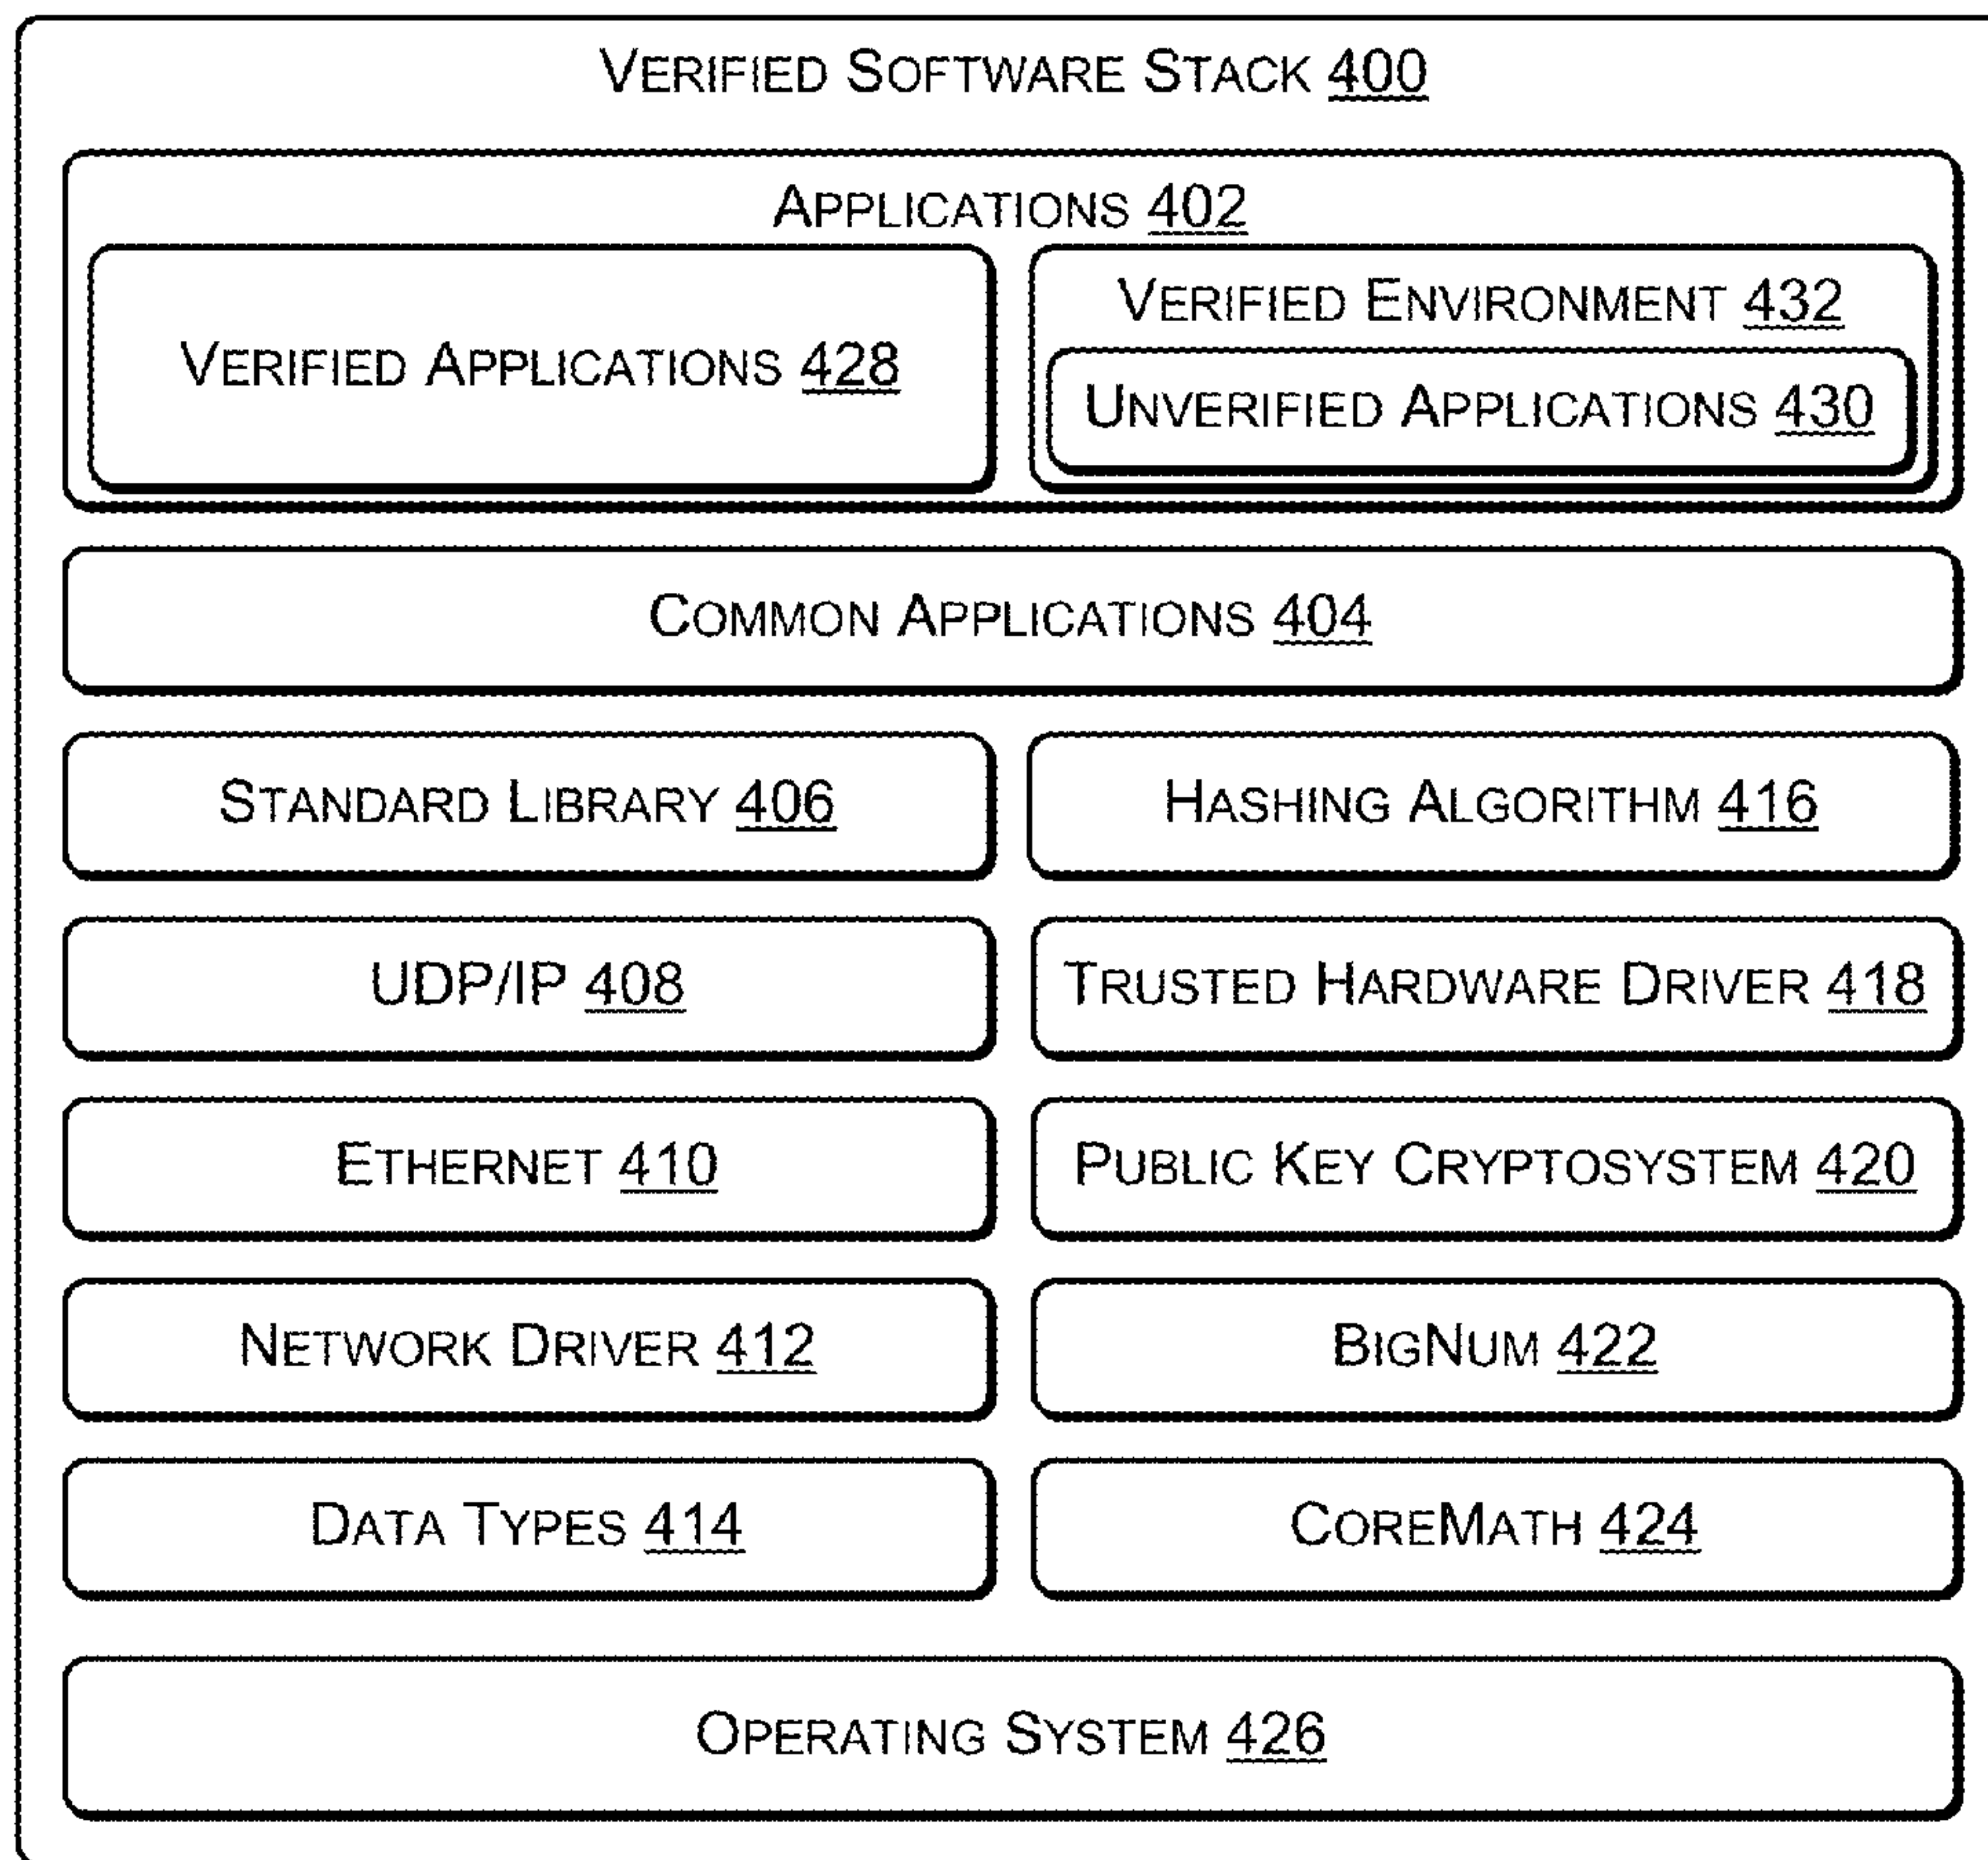 VERIFIED SOFTWARE STACK 400
APPLICATIONS 402
VERIFIED APPLICATIONS 428
VERIFIED ENVIRONMENT 432
UNVERIFIED APPLICATIONS 430
COMMON APPLICATIONS 404
STANDARD LIBRARY 406
HASHING ALGORITHM 416
UDP/IP 408
TRUSTED HARDWARE DRIVER 418
ETHERNET 410
PUBLIC KEY CRYPTOSYSTEM 420
NETWORK DRIVER 412
BIGNUM 422
DATA TYPES 414
COREMATH 424
OPERATING SYSTEM 426